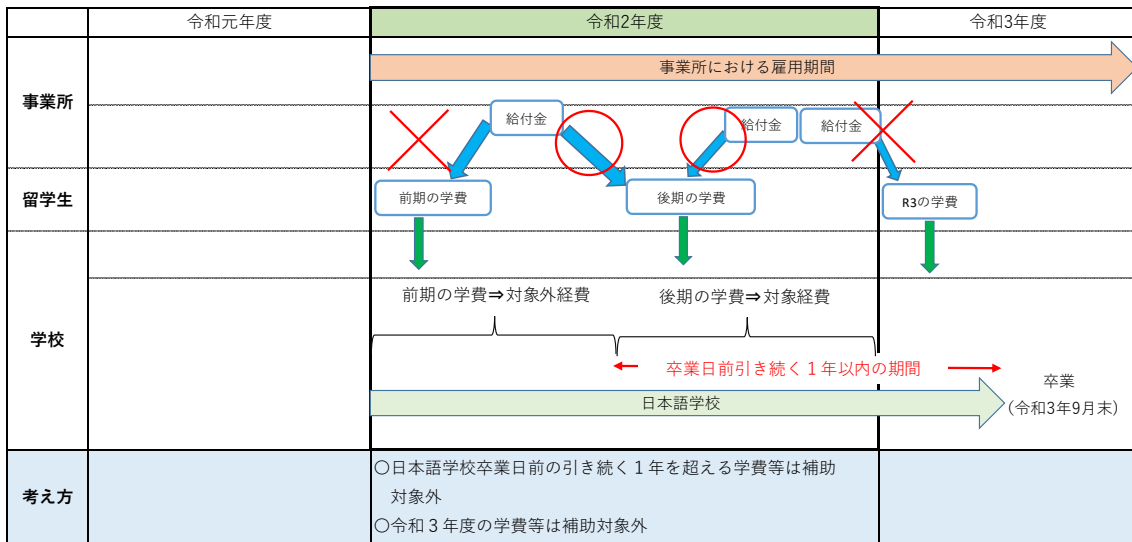 令和元年度
令和2年度
令和3年度
事業所
事業所における雇用期間
給付金
給付金
給付金
留学生
前期の学費
後期の学費
R3の学費
学校
前期の学費⇒対象外経費
後期の学費⇒対象経費
卒業日前引き続く１年以内の期間
日本語学校
卒業
(令和3年9月末)
考え方
〇日本語学校卒業日前の引き続く１年を超える学費等は補助
対象外
〇令和３年度の学費等は補助対象外